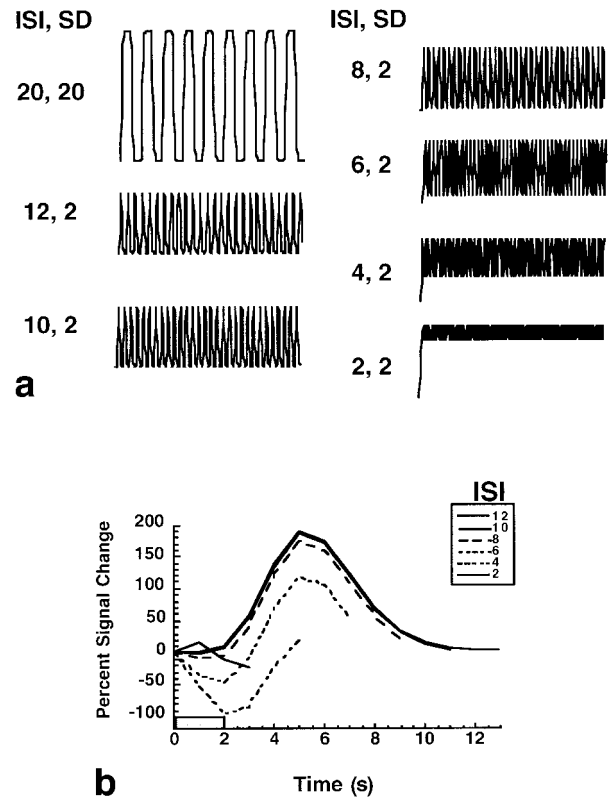 ISI, SD
20, 20
12, 2
10, 2
a
ISI, SD
8, 2
6, 2
4, 2
2, 2
ISI
12
10
8
6
4
2
Percent Signal Change
200
150
100
50
0
-50
-100
0 2 4 6 8 10 12
Time (s)
b